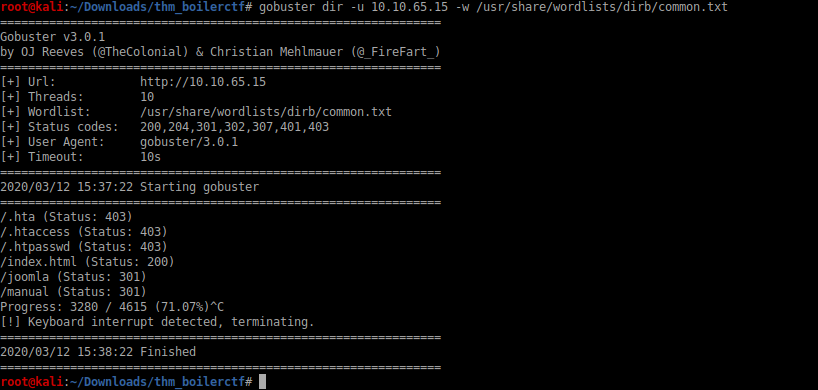 root@kali:~/Downloads/thm_boilerctf# gobuster dir -u 10.10.65.15 -w /usr/share/wordlists/dirb/common.txt
===============================================================
Gobuster v3.0.1
by OJ Reeves (@TheColonial) & Christian Mehlmauer (@_FireFart_)
===============================================================
[+] Url:            http://10.10.65.15
[+] Threads:        10
[+] Wordlist:       /usr/share/wordlists/dirb/common.txt
[+] Status codes:   200,204,301,302,307,401,403
[+] User Agent:     gobuster/3.0.1
[+] Timeout:        10s
===============================================================
2020/03/12 15:37:22 Starting gobuster
===============================================================
/.hta (Status: 403)
/.htaccess (Status: 403)
/.htpasswd (Status: 403)
/index.html (Status: 200)
/joomla (Status: 301)
/manual (Status: 301)
Progress: 3280 / 4615 (71.07%)^C
[!] Keyboard interrupt detected, terminating.
===============================================================
2020/03/12 15:38:22 Finished
===============================================================
root@kali:~/Downloads/thm_boilerctf#